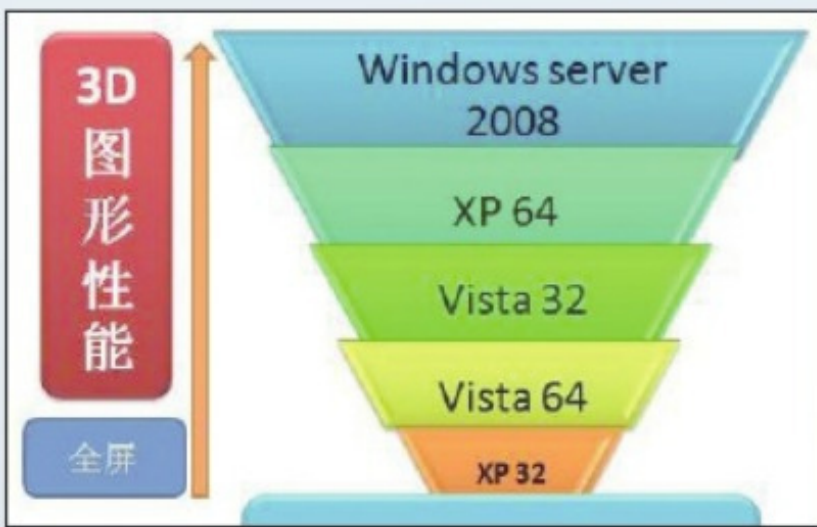 3D
图
形
性
能
全屏
Windows server
2008
XP 64
Vista 32
Vista 64
XP 32